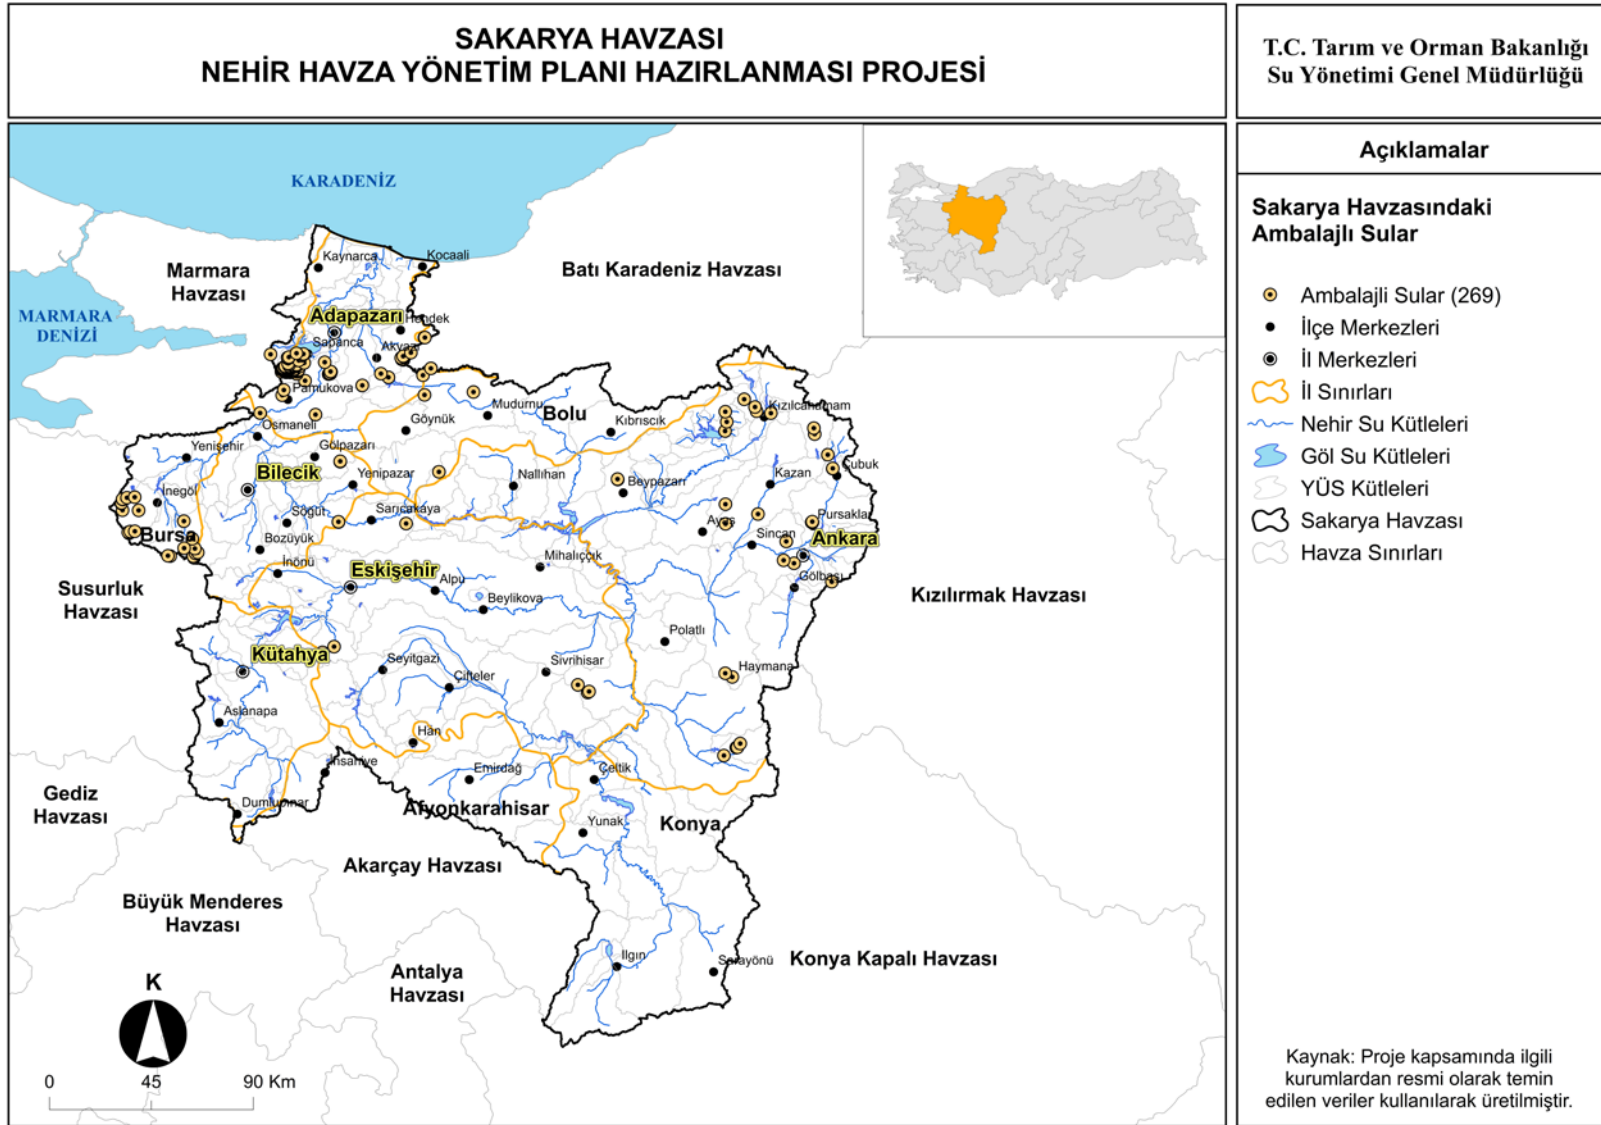 SAKARYA HAVZASI
NEHİR HAVZA YÖNETİM PLANI HAZIRLANMASI PROJESİ
T.C. Tarım ve Orman Bakanlığı
Su Yönetimi Genel Müdürlüğü
Açıklamalar
Sakarya Havzasındaki
Ambalajlı Sular
Ambalajli Sular (269)
İlçe Merkezleri
İl Merkezleri
İl Sınırları
Nehir Su Kütleleri
Göl Su Kütleleri
YÜS Kütleleri
Sakarya Havzası
Havza Sınırları
Kaynak: Proje kapsamında ilgili
kurumlardan resmi olarak temin
edilen veriler kullanılarak üretilmiştir.
KARADENİZ
Kaynarca
Kocaali
Marmara
Havzası
Batı Karadeniz Havzası
MARMARA
DENİZİ
Adapazarı
Hendek
Sapanca
Akyazı
Pamukova
Mudurnu
Bolu
Kızılcahamam
Göynük
Kıbrıscık
Osmaneli
Yenişehir
Gölpazarı
Bilecik
Yenipazar
Nallıhan
Beypazarı
Kazan
Çubuk
İnegöl
Söğüt
Sarıcakaya
Ayaş
Pursaklar
Bursa
Bozüyük
Sincan
Ankara
İnönü
Eskişehir
Mihalıççık
Alpu
Gölbaşı
Susurluk
Havzası
Beylikova
Kızılırmak Havzası
Polatlı
Kütahya
Seyitgazi
Çifteler
Sivrihisar
Haymana
Aslanapa
Han
İhsaniye
Emirdağ
Çeltik
Gediz
Havzası
Dumlupınar
Afyonkarahisar
Yunak
Konya
Akarçay Havzası
Büyük Menderes
Havzası
Ilgın
Sarayönü
Konya Kapalı Havzası
Antalya
Havzası
K
0 45 90 Km